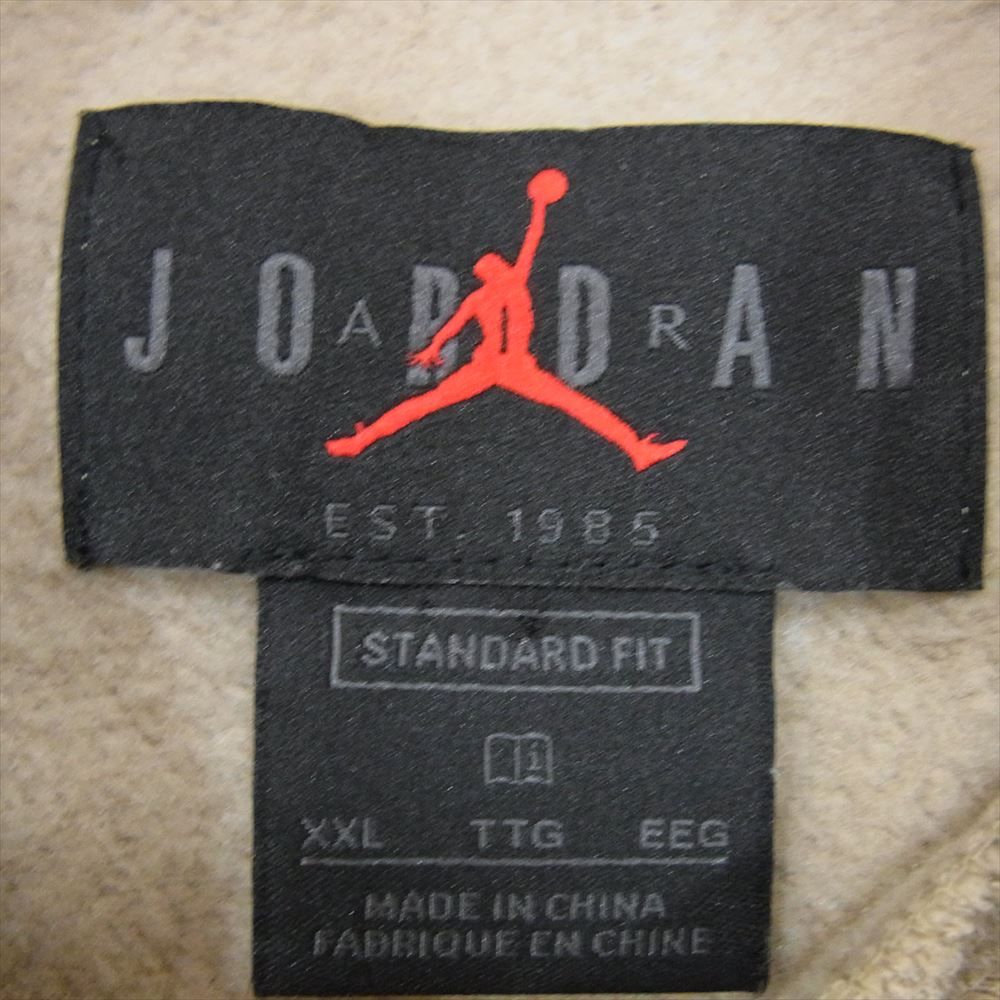 JORDAN
AIR
EST. 1985
STANDARD FIT
i
XXL TTG EEG
MADE IN CHINA
FABRIQUE EN CHINE